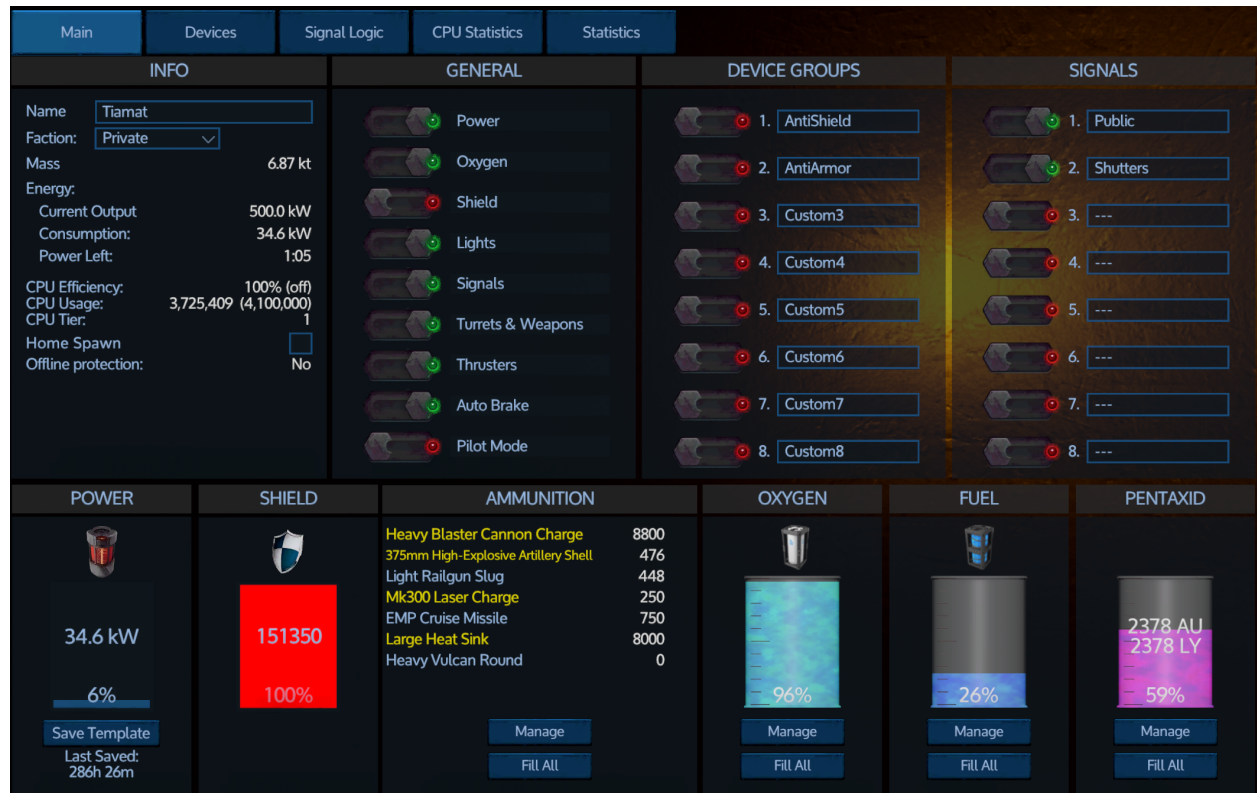 Main Devices Signal Logic CPU Statistics Statistics
INFO
Name Tiamat
Faction: Private
Mass 6.87 kt
Energy:
Current Output 500.0 kW
Consumption: 34.6 kW
Power Left: 1:05
CPU Efficiency: 100% (off)
CPU Usage: 3,725,409 (4,100,000)
CPU Tier: 1
Home Spawn
Offline protection: No
GENERAL
Power
Oxygen
Shield
Lights
Signals
Turrets & Weapons
Thrusters
Auto Brake
Pilot Mode
DEVICE GROUPS
1. AntiShield
2. AntiArmor
3. Custom3
4. Custom4
5. Custom5
6. Custom6
7. Custom7
8. Custom8
SIGNALS
1. Public
2. Shutters
3. ---
4. ---
5. ---
6. ---
7. ---
8. ---
POWER
34.6 kW
6%
Save Template
Last Saved:
286h 26m
SHIELD
151350
100%
AMMUNITION
Heavy Blaster Cannon Charge 8800
375mm High-Explosive Artillery Shell 476
Light Railgun Slug 448
Mk300 Laser Charge 250
EMP Cruise Missile 750
Large Heat Sink 8000
Heavy Vulcan Round 0
Manage
Fill All
OXYGEN
96%
Manage
Fill All
FUEL
26%
Manage
Fill All
PENTAXID
2378 AU
2378 LY
59%
Manage
Fill All